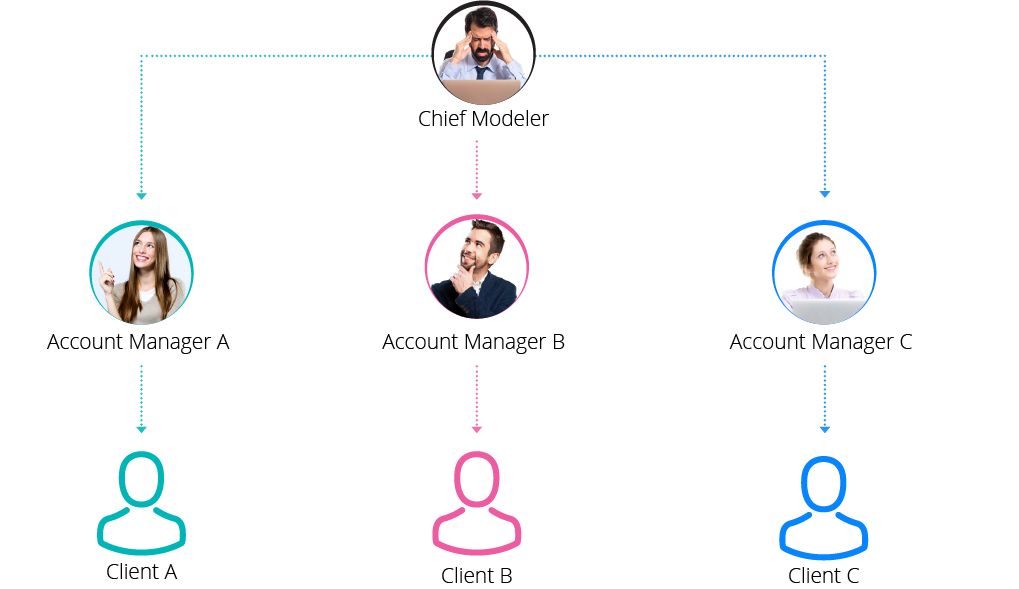 Chief Modeler
Account Manager A
Account Manager B
Account Manager C
Client A
Client B
Client C